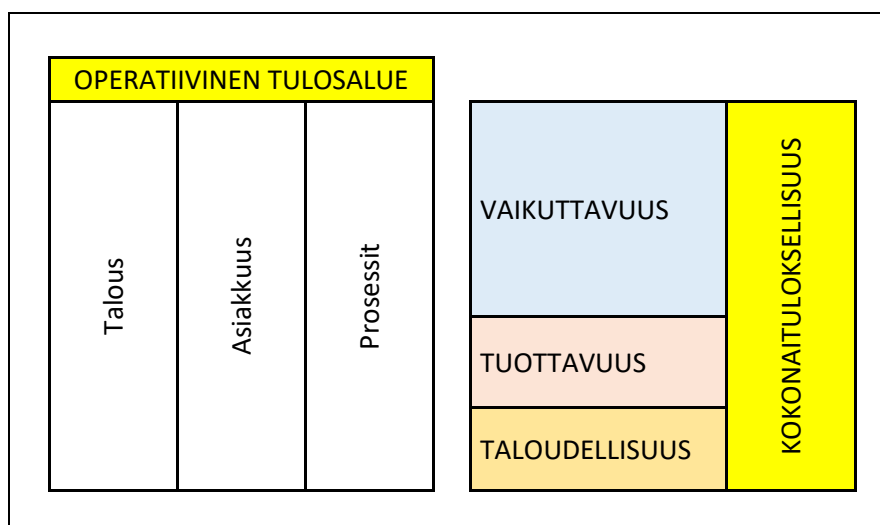 OPERATIIVINEN TULOSALUE
Talous
Asiakkuus
Prosessit
VAIKUTTAVUUS
TUOTTAVUUS
TALOUDELLISUUS
KOKONAITULOKSELLISUUS